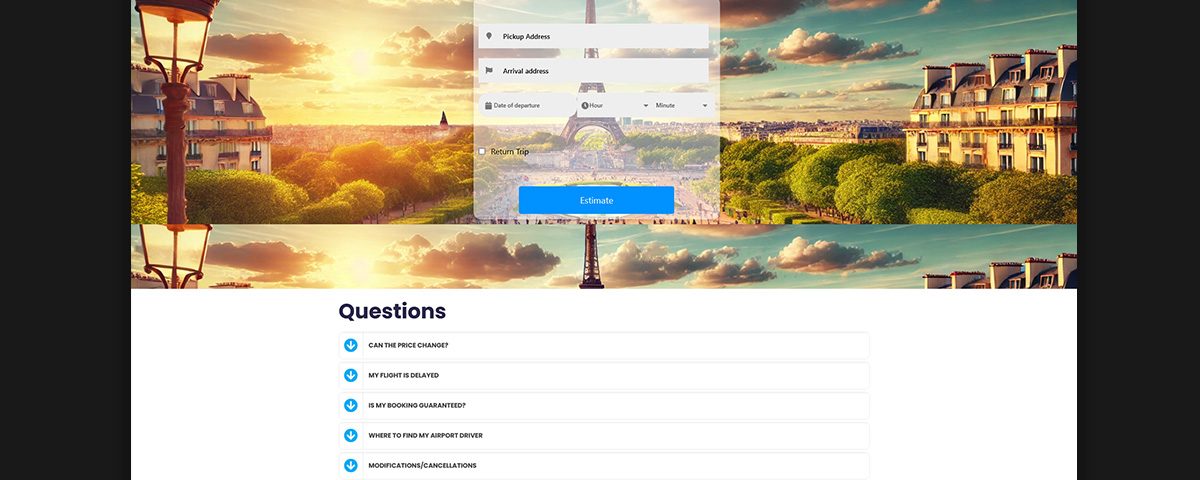 Pickup Address
Arrival address
Date of departure Hour Minute
Return Trip
Estimate
Questions
CAN THE PRICE CHANGE?
MY FLIGHT IS DELAYED
IS MY BOOKING GUARANTEED?
WHERE TO FIND MY AIRPORT DRIVER
MODIFICATIONS/CANCELLATIONS